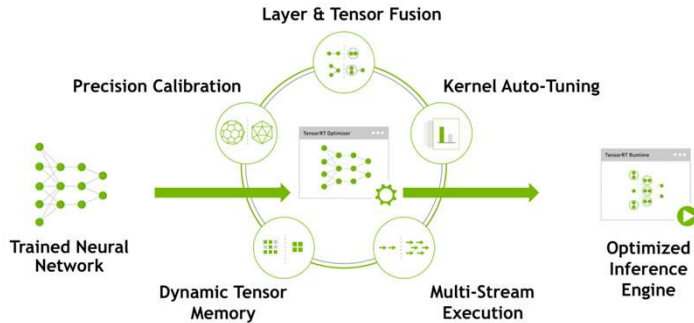 Layer & Tensor Fusion
Precision Calibration
Kernel Auto-Tuning
TensorRT Optimizer
TensorRT Runtime
Trained Neural
Network
Optimized
Inference
Engine
Dynamic Tensor
Memory
Multi-Stream
Execution